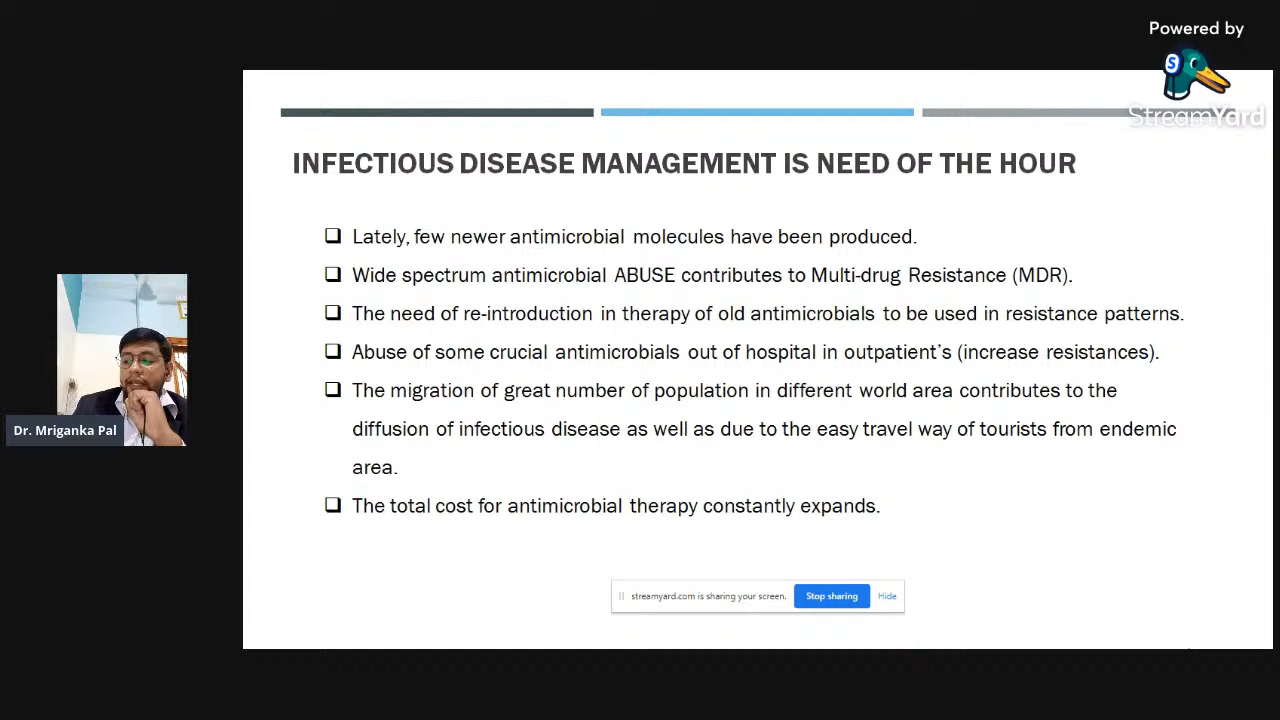 Powered by
StreamYard
INFECTIOUS DISEASE MANAGEMENT IS NEED OF THE HOUR
Lately, few newer antimicrobial molecules have been produced.
Wide spectrum antimicrobial ABUSE contributes to Multi-drug Resistance (MDR).
The need of re-introduction in therapy of old antimicrobials to be used in resistance patterns.
Abuse of some crucial antimicrobials out of hospital in outpatient's (increase resistances).
The migration of great number of population in different world area contributes to the
diffusion of infectious disease as well as due to the easy travel way of tourists from endemic
area.
The total cost for antimicrobial therapy constantly expands.
Dr. Mriganka Pal
streamyard.com is sharing your screen. Stop sharing Hide